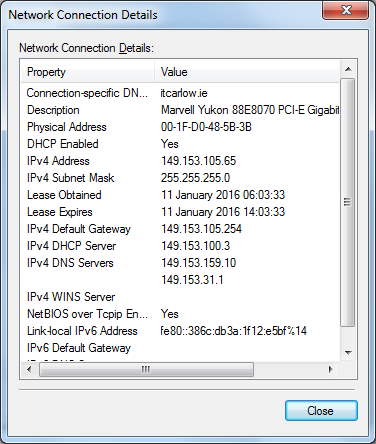 Network Connection Details
Network Connection Details:
Property Value
Connection-specific DN... itcarlow.ie
Description Marvell Yukon 88E8070 PCI-E Gigabit
Physical Address 00-1F-D0-48-5B-3B
DHCP Enabled Yes
IPv4 Address 149.153.105.65
IPv4 Subnet Mask 255.255.255.0
Lease Obtained 11 January 2016 06:03:33
Lease Expires 11 January 2016 14:03:33
IPv4 Default Gateway 149.153.105.254
IPv4 DHCP Server 149.153.100.3
IPv4 DNS Servers 149.153.159.10
149.153.31.1
IPv4 WINS Server
NetBIOS over Tcpip En... Yes
Link-local IPv6 Address fe80::386c:db3a:1f12:e5bf%14
IPv6 Default Gateway
Close